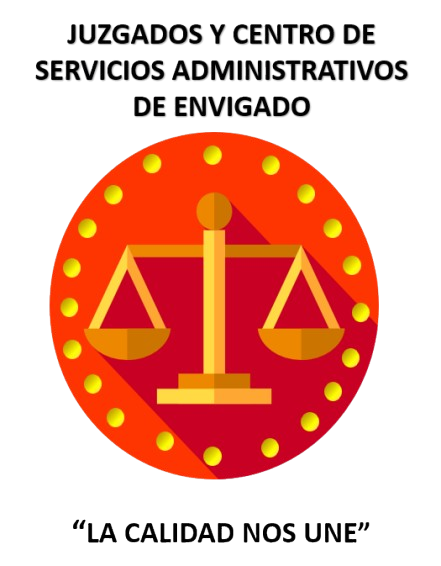 JUZGADOS Y CENTRO DE
SERVICIOS ADMINISTRATIVOS
DE ENVIGADO
“LA CALIDAD NOS UNE”